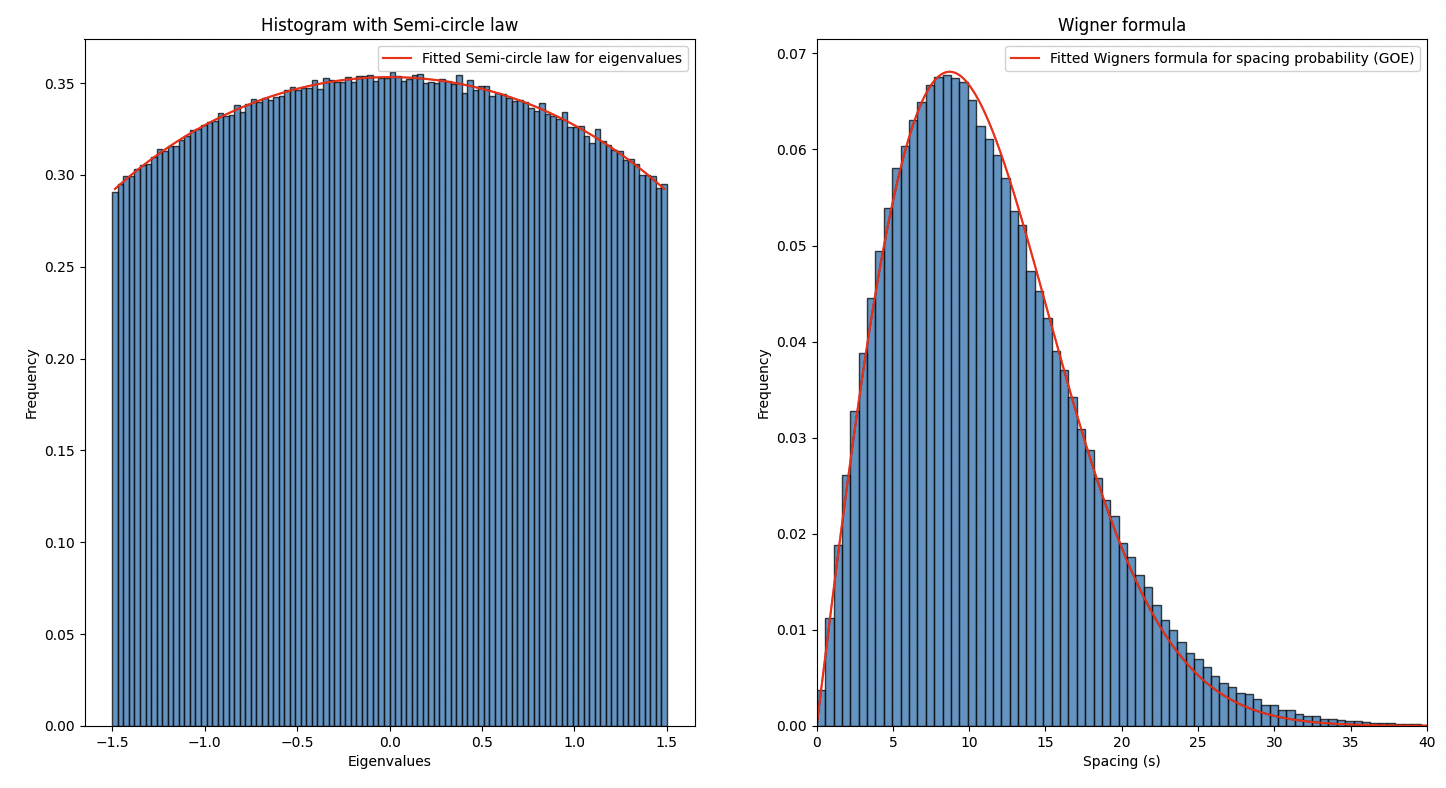 Histogram with Semi-circle law
Fitted Semi-circle law for eigenvalues
Frequency
0.35
0.30
0.25
0.20
0.15
0.10
0.05
0.00
−1.5 −1.0 −0.5 0.0 0.5 1.0 1.5
Eigenvalues
Wigner formula
Fitted Wigners formula for spacing probability (GOE)
Frequency
0.07
0.06
0.05
0.04
0.03
0.02
0.01
0.00
0 5 10 15 20 25 30 35 40
Spacing (s)